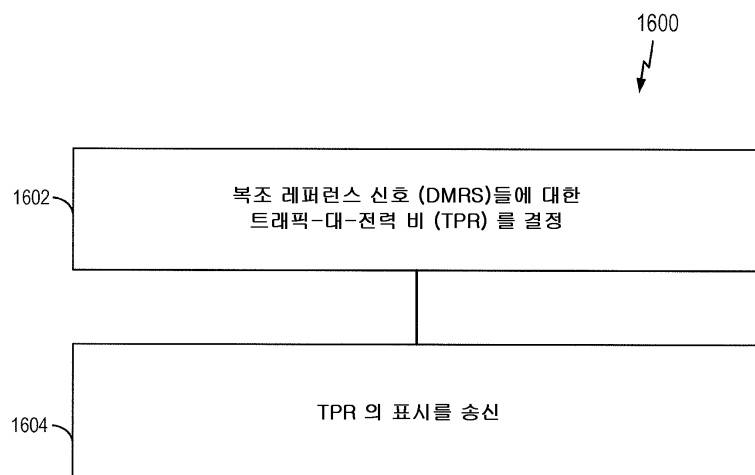 1600
1602
복조 레퍼런스 신호 (DMRS)들에 대한
트래픽-대-전력 비 (TPR) 를 결정
TPR 의 표시를 송신
1604